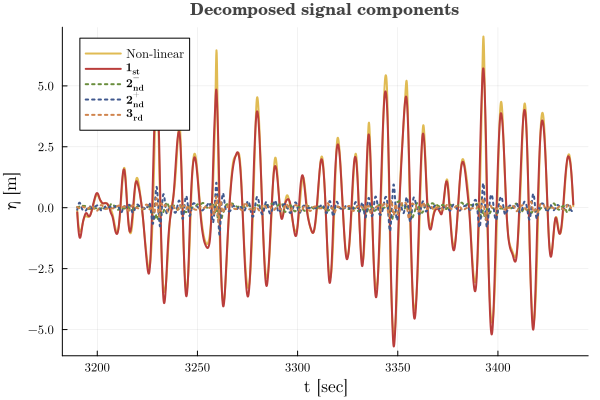 Decomposed signal components
Non-linear
1st
2nd-
2nd+
3rd
5.0
2.5
0.0
−2.5
−5.0
η [m]
3200 3250 3300 3350 3400
t [sec]